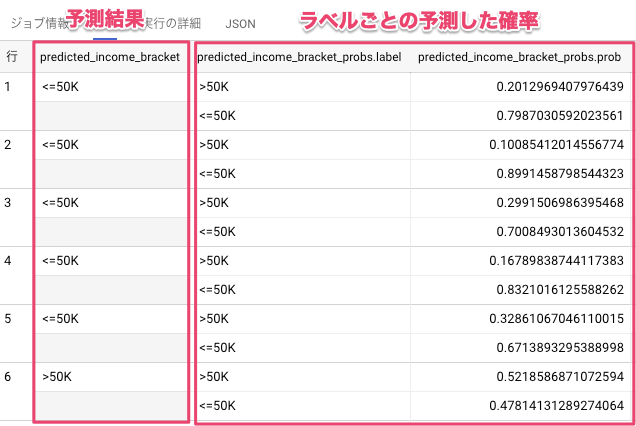 予測結果
ラベルごとの予測した確率
ジョブ情報 実行の詳細 JSON
行 predicted_income_bracket predicted_income_bracket_probs.label predicted_income_bracket_probs.prob
1 <=50K >50K 0.2012969407976439
<=50K 0.7987030592023561
2 <=50K >50K 0.10085412014556774
<=50K 0.8991458798544323
3 <=50K >50K 0.2991506986395468
<=50K 0.7008493013604532
4 <=50K >50K 0.16789838744117383
<=50K 0.8321016125588262
5 <=50K >50K 0.32861067046110015
<=50K 0.6713893295388998
6 >50K >50K 0.5218586871072594
<=50K 0.47814131289274064